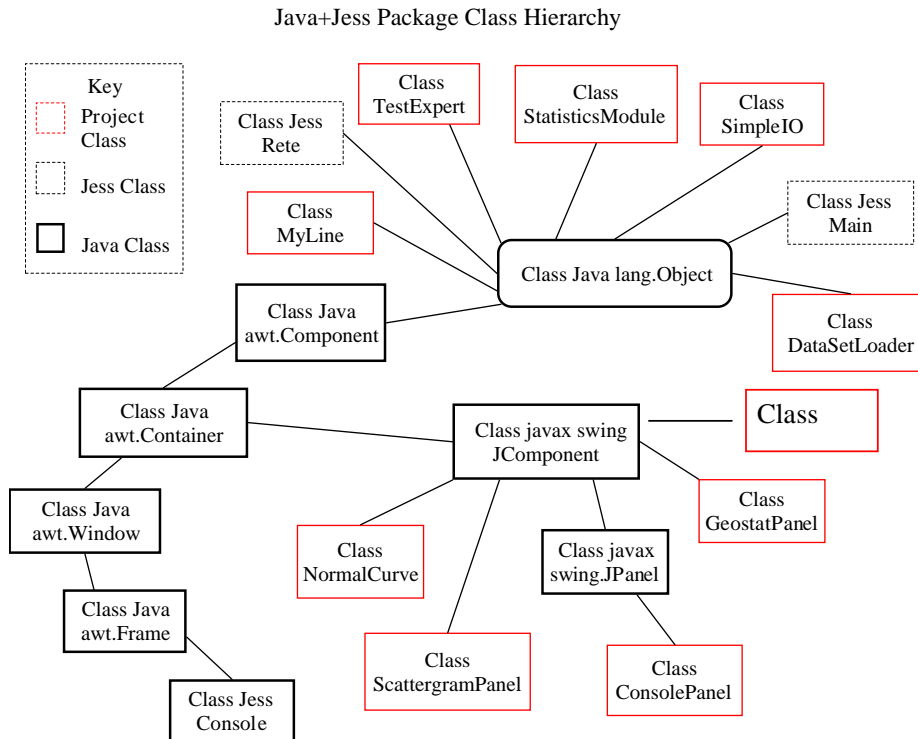 Java+Jess Package Class Hierarchy
Key
Project
Class
Jess Class
Java Class
Class
TestExpert
Class
StatisticsModule
Class
SimpleIO
Class Jess
Rete
Class Jess
Main
Class
MyLine
Class Java lang.Object
Class
DataSetLoader
Class Java
awt.Component
Class Java
awt.Container
Class javax swing
JComponent
Class
Class Java
awt.Window
Class
GeostatPanel
Class
NormalCurve
Class javax
swing.JPanel
Class Java
awt.Frame
Class
ScattergramPanel
Class
ConsolePanel
Class Jess
Console